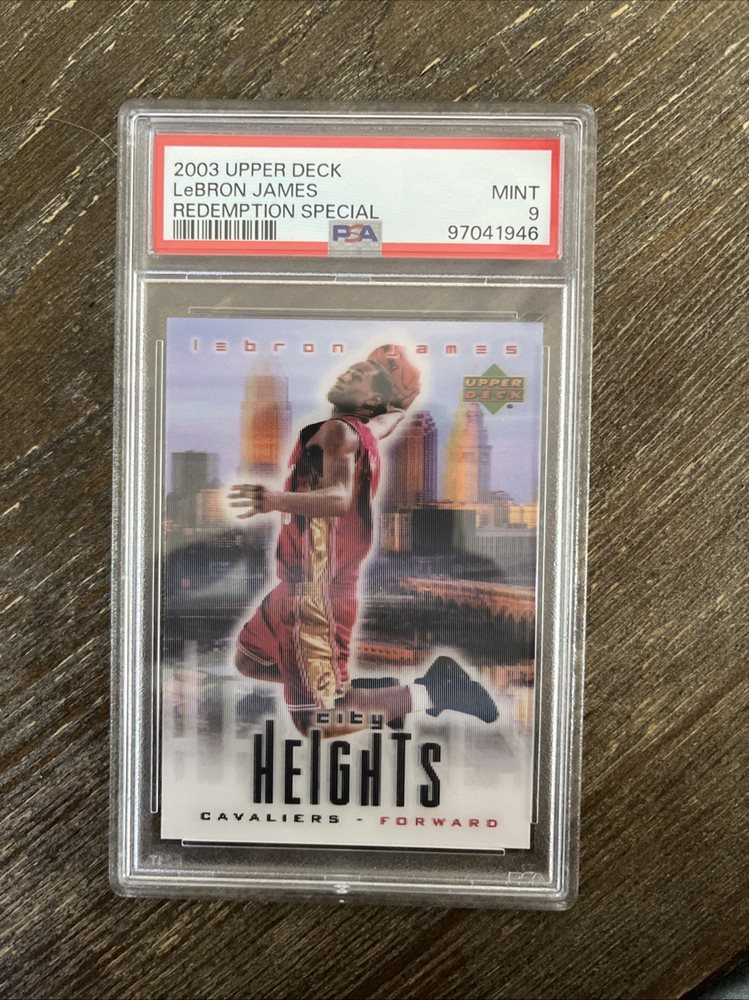 2003 UPPER DECK
LeBRON JAMES
MINT
REDEMPTION SPECIAL
9
PSA
97041946
lebron james
UPPER
DECK
city
HEIGHTS
CAVALIERS - FORWARD